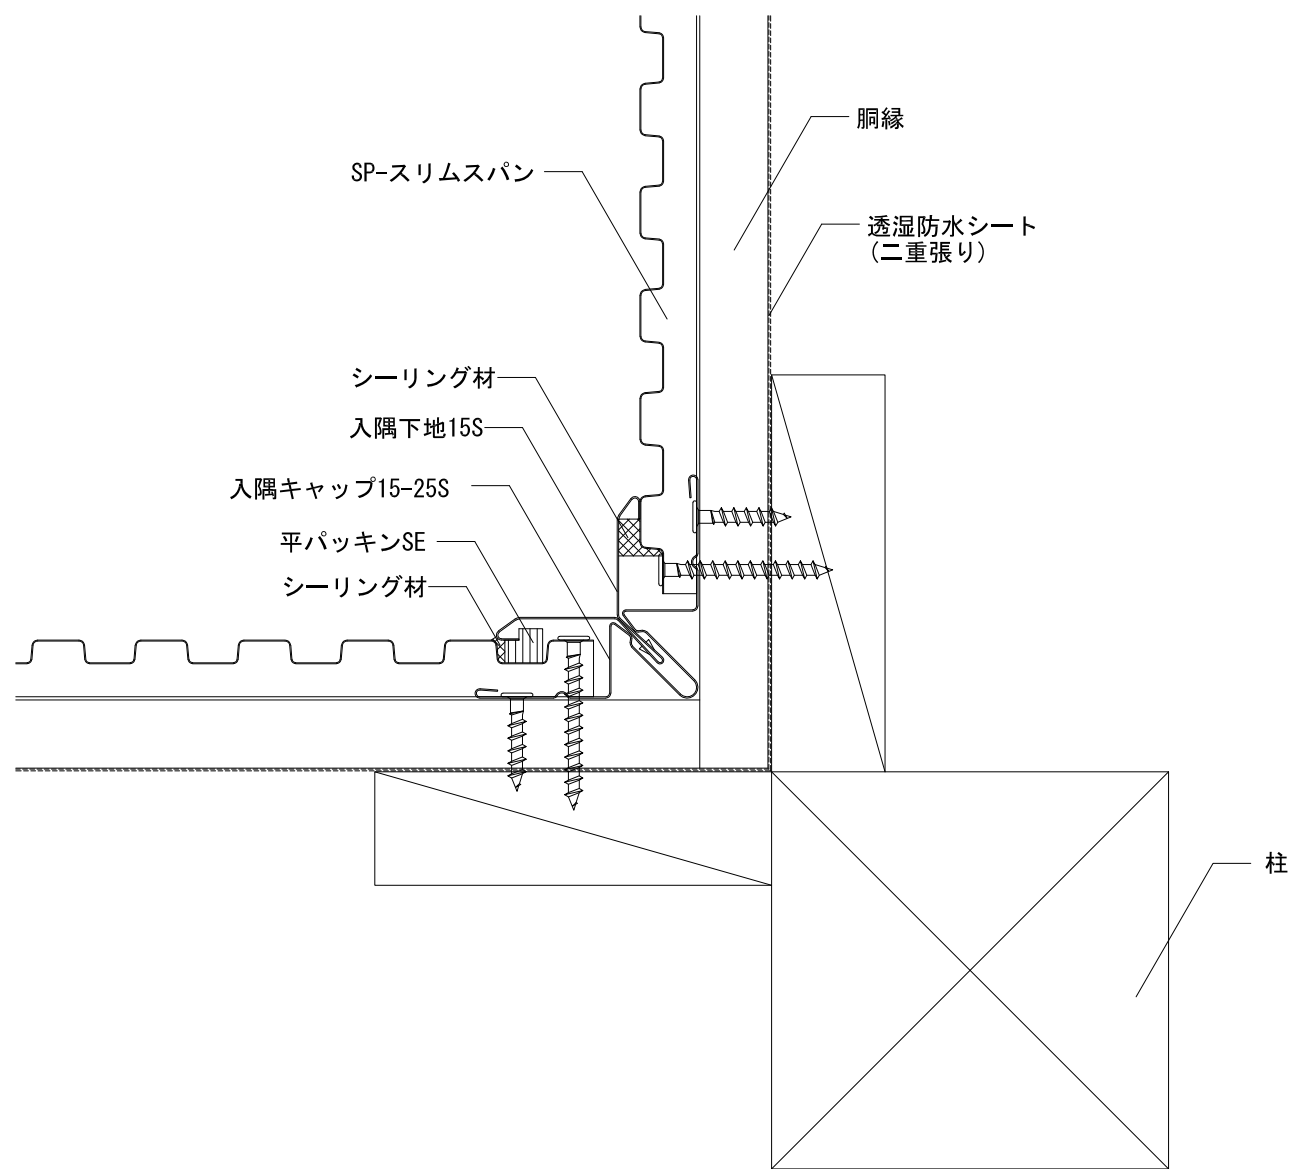 胴縁
SP-スリムスパン
透湿防水シート
(二重張り)
シーリング材
入隅下地15S
入隅キャップ15-25S
平パッキンSE
シーリング材
柱